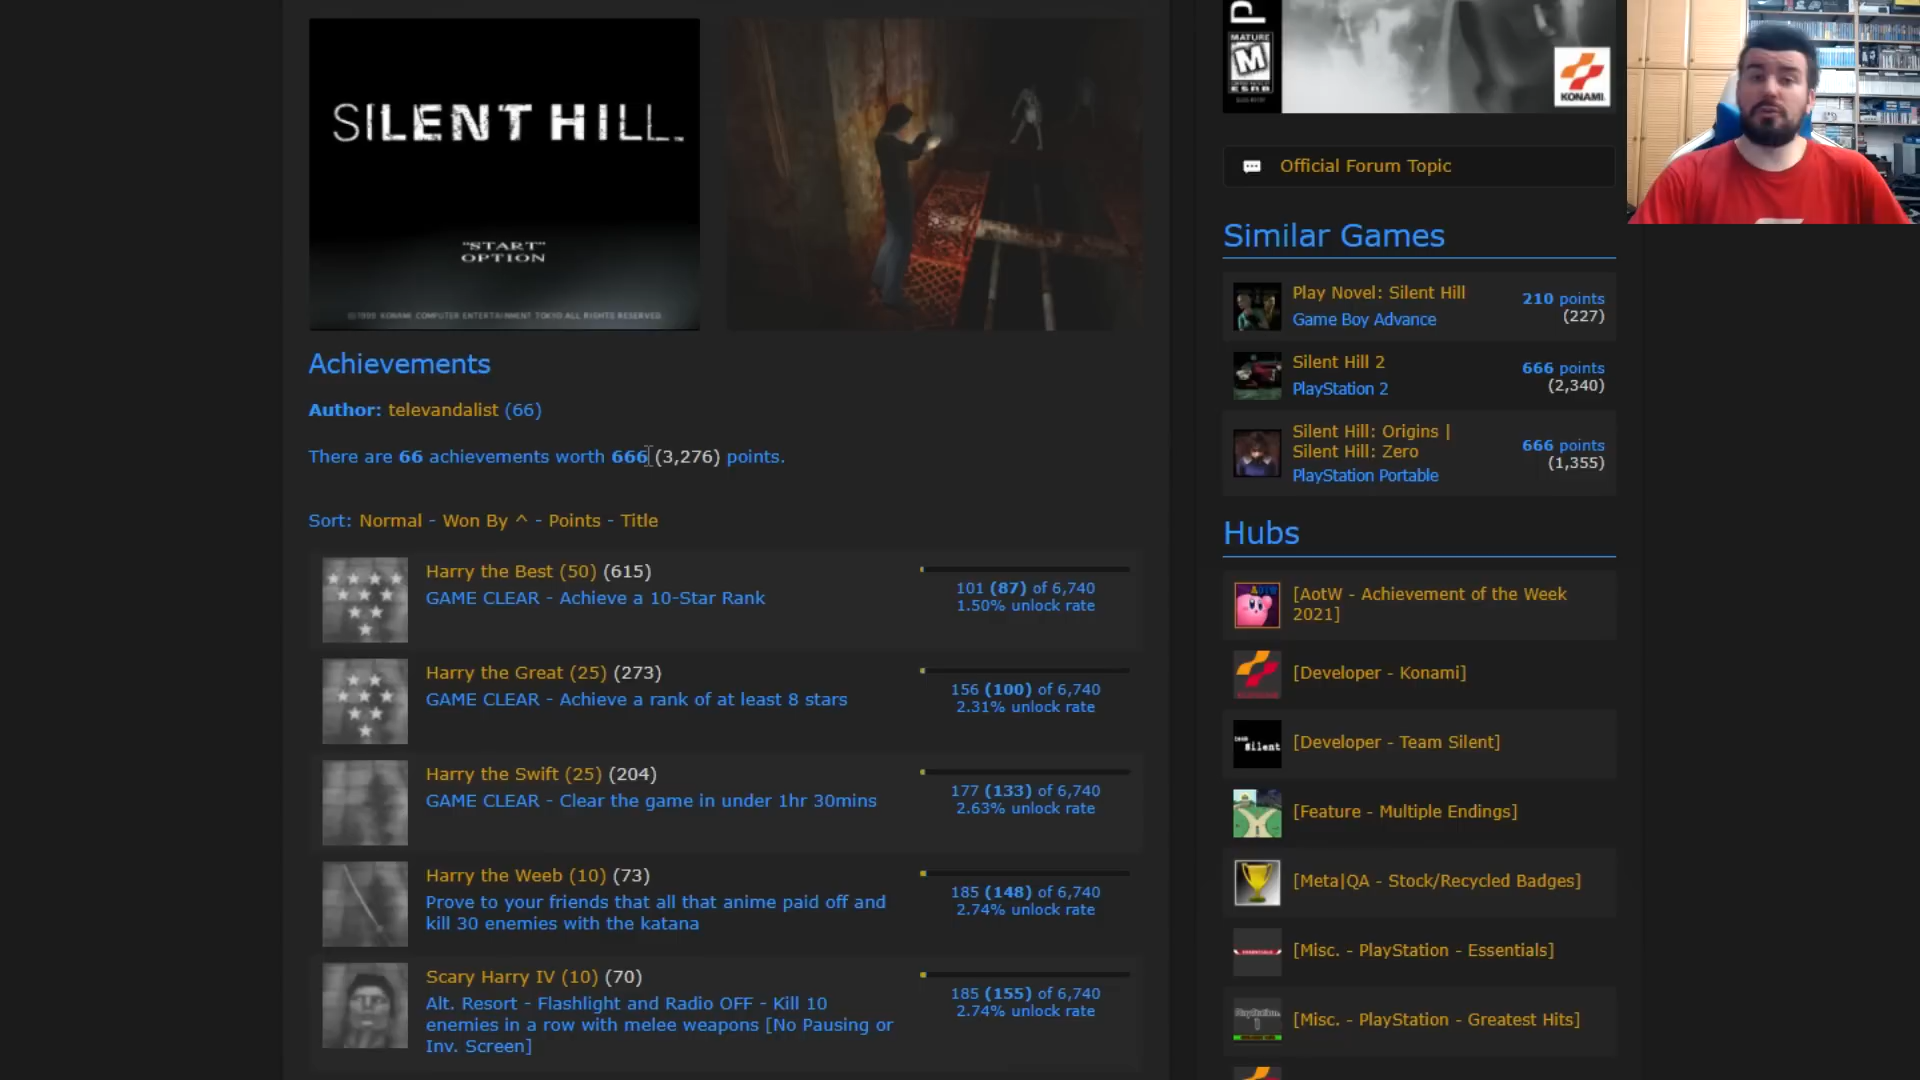 SILENT HILL.
"START"
OPTION
©1999 KONAMI COMPUTER ENTERTAINMENT TOKYO ALL RIGHTS RESERVED
Achievements
Author: televandalist (66)
There are 66 achievements worth 666 (3,276) points.
Sort: Normal - Won By ^ - Points - Title
Harry the Best (50) (615)
GAME CLEAR - Achieve a 10-Star Rank
101 (87) of 6,740
1.50% unlock rate
Harry the Great (25) (273)
GAME CLEAR - Achieve a rank of at least 8 stars
156 (100) of 6,740
2.31% unlock rate
Harry the Swift (25) (204)
GAME CLEAR - Clear the game in under 1hr 30mins
177 (133) of 6,740
2.63% unlock rate
Harry the Weeb (10) (73)
Prove to your friends that all that anime paid off and
kill 30 enemies with the katana
185 (148) of 6,740
2.74% unlock rate
Scary Harry IV (10) (70)
Alt. Resort - Flashlight and Radio OFF - Kill 10
enemies in a row with melee weapons [No Pausing or
Inv. Screen]
185 (155) of 6,740
2.74% unlock rate
MATURE
M
ESRB
KONAMI
Official Forum Topic
Similar Games
Play Novel: Silent Hill
Game Boy Advance
210 points
(227)
Silent Hill 2
PlayStation 2
666 points
(2,340)
Silent Hill: Origins |
Silent Hill: Zero
PlayStation Portable
666 points
(1,355)
Hubs
[AotW - Achievement of the Week
2021]
[Developer - Konami]
silent
[Developer - Team Silent]
[Feature - Multiple Endings]
[Meta|QA - Stock/Recycled Badges]
[Misc. - PlayStation - Essentials]
[Misc. - PlayStation - Greatest Hits]